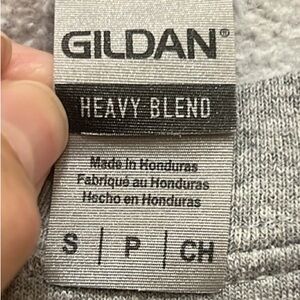 GILDAN®
HEAVY BLEND
Made in Honduras
Fabriqué au Honduras
Hecho en Honduras
S | P | CH